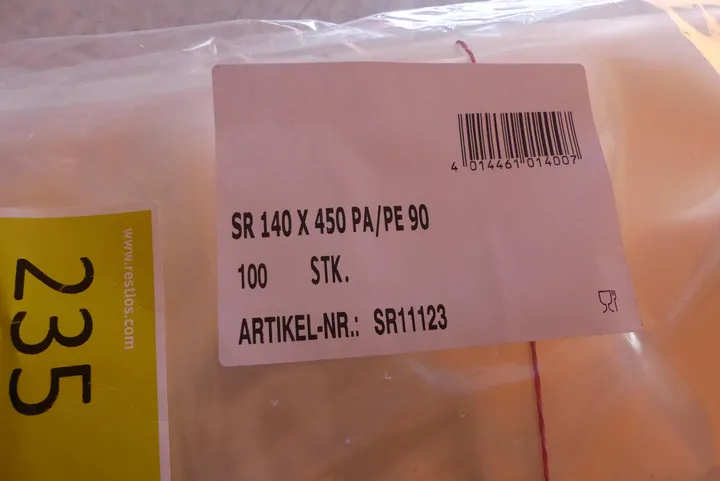 4 014461 014007
SR 140 X 450 PA/PE 90
100 STK.
ARTIKEL-NR.: SR11123
www.restlos.com
235